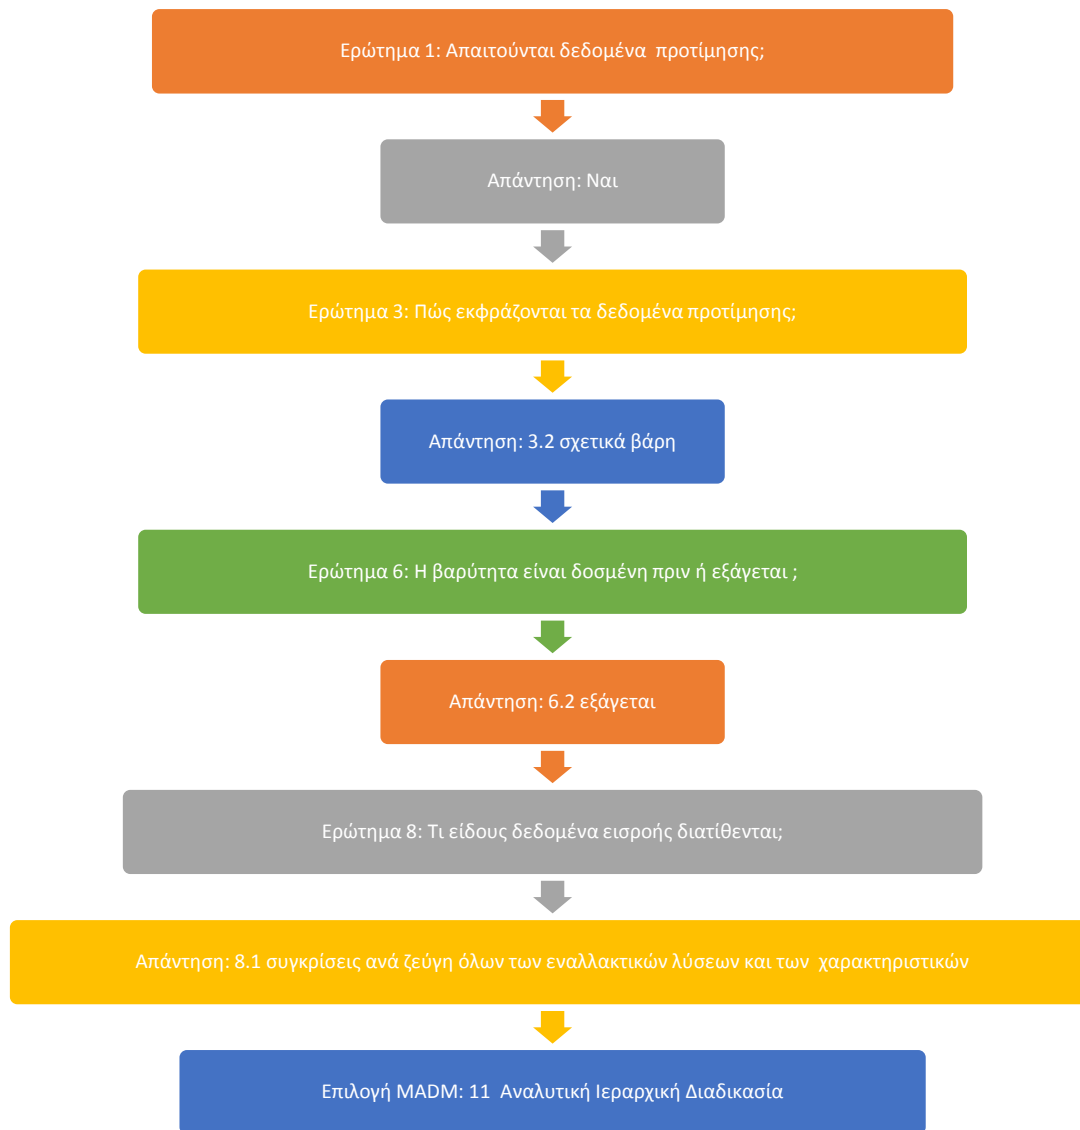 Ερώτημα 1: Απαιτούνται δεδομένα  προτίμησης;
Απάντηση: Ναι
Ερώτημα 3: Πώς εκφράζονται τα δεδομένα προτίμησης;
Απάντηση: 3.2 σχετικά βάρη
Ερώτημα 6: Η βαρύτητα είναι δοσμένη πριν ή εξάγεται ;
Απάντηση: 6.2 εξάγεται
Ερώτημα 8: Τι είδους δεδομένα εισροής διατίθενται;
Απάντηση: 8.1 συγκρίσεις ανά ζεύγη όλων των εναλλακτικών λύσεων και των  χαρακτηριστικών
Επιλογή MADM: 11  Αναλυτική Ιεραρχική Διαδικασία